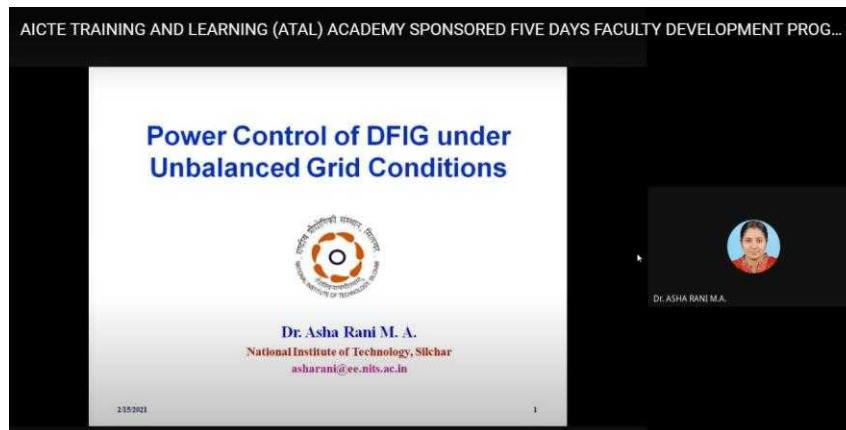 AICTE TRAINING AND LEARNING (ATAL) ACADEMY SPONSORED FIVE DAYS FACULTY DEVELOPMENT PROG...
Power Control of DFIG under
Unbalanced Grid Conditions
राष्ट्रीय प्रौद्योगिकी संस्थान, सिलचर
NATIONAL INSTITUTE OF TECHNOLOGY, SILCHAR
Dr. Asha Rani M. A.
National Institute of Technology, Silchar
asharani@ee.nits.ac.in
2/15/2021
1
Dr. ASHA RANI M.A.